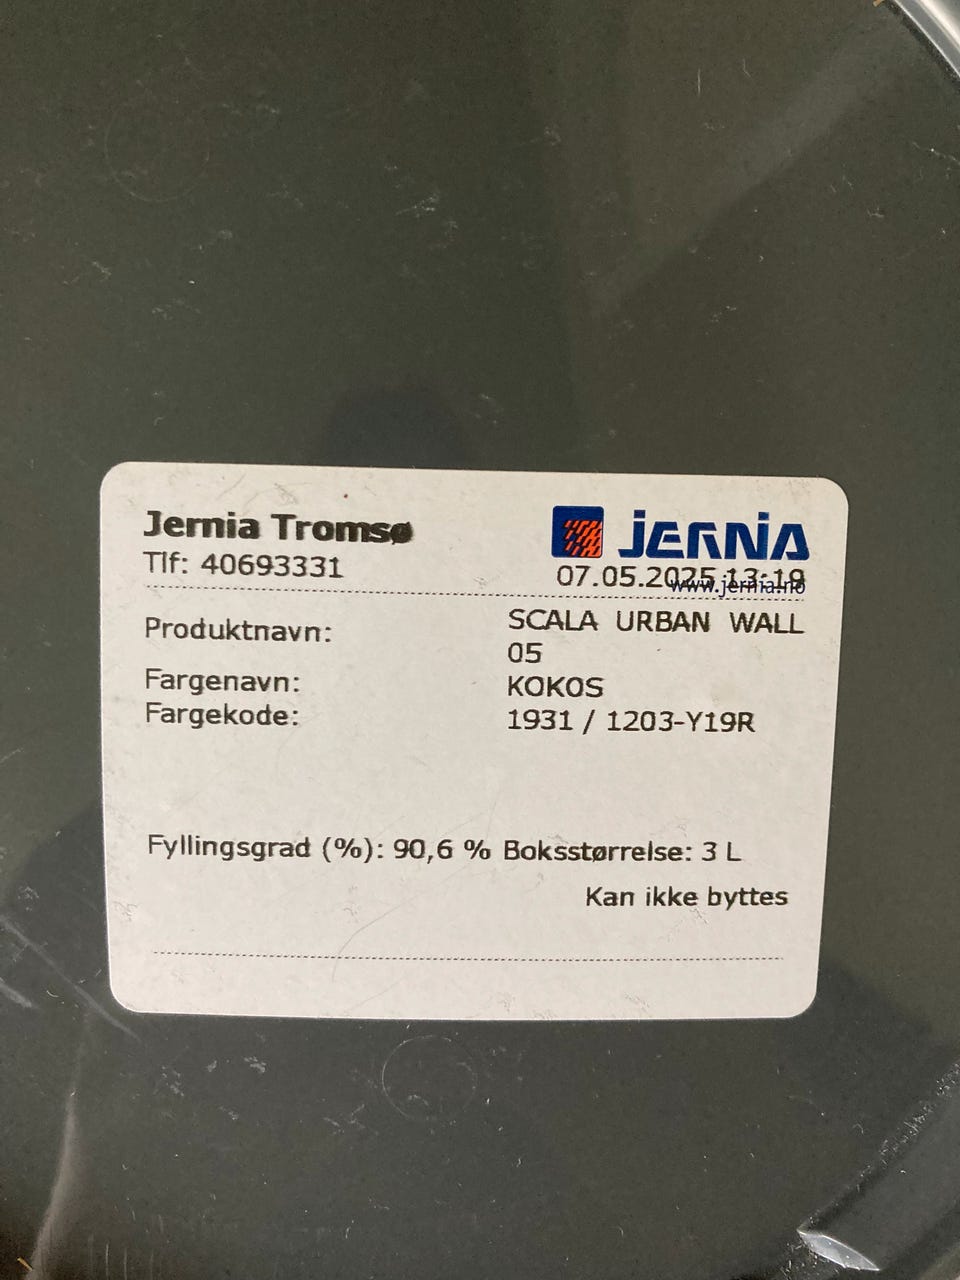 Jernia Tromsø
JERNIA
Tlf: 40693331
07.05.2025 13:19
www.jernia.no
Produktnavn: SCALA URBAN WALL
05
Fargenavn: KOKOS
Fargekode: 1931 / 1203-Y19R
Fyllingsgrad (%): 90,6 % Boksstørrelse: 3 L
Kan ikke byttes